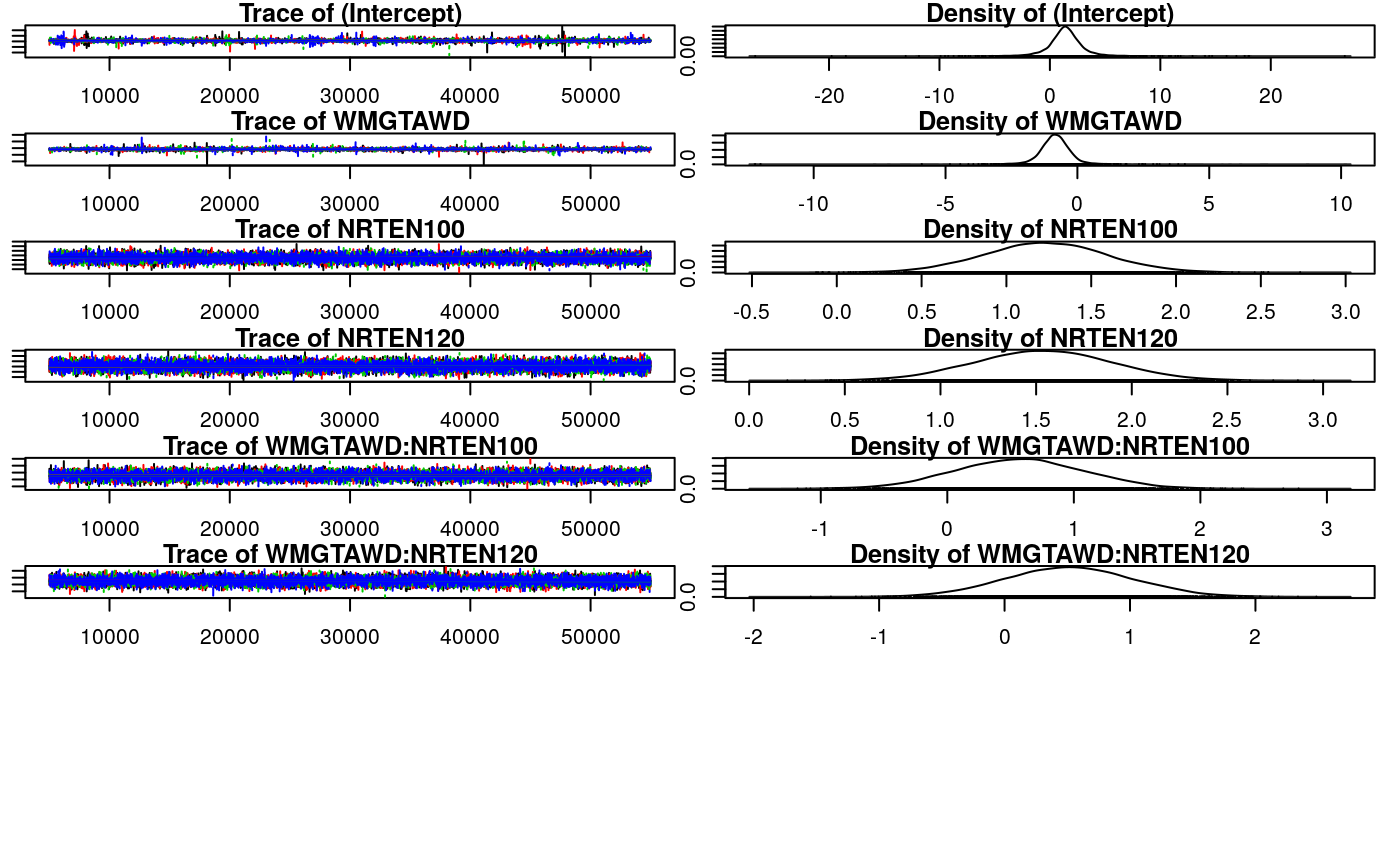 Trace of (Intercept) Density of (Intercept)
0.00
10000 20000 30000 40000 50000 -20 -10 0 10 20
Trace of WMGTAWD Density of WMGTAWD
0.0
10000 20000 30000 40000 50000 -10 -5 0 5 10
Trace of NRTEN100 Density of NRTEN100
0.0
10000 20000 30000 40000 50000 -0.5 0.0 0.5 1.0 1.5 2.0 2.5 3.0
Trace of NRTEN120 Density of NRTEN120
0.0
10000 20000 30000 40000 50000 0.0 0.5 1.0 1.5 2.0 2.5 3.0
Trace of WMGTAWD:NRTEN100 Density of WMGTAWD:NRTEN100
0.0
10000 20000 30000 40000 50000 -1 0 1 2 3
Trace of WMGTAWD:NRTEN120 Density of WMGTAWD:NRTEN120
0.0
10000 20000 30000 40000 50000 -2 -1 0 1 2